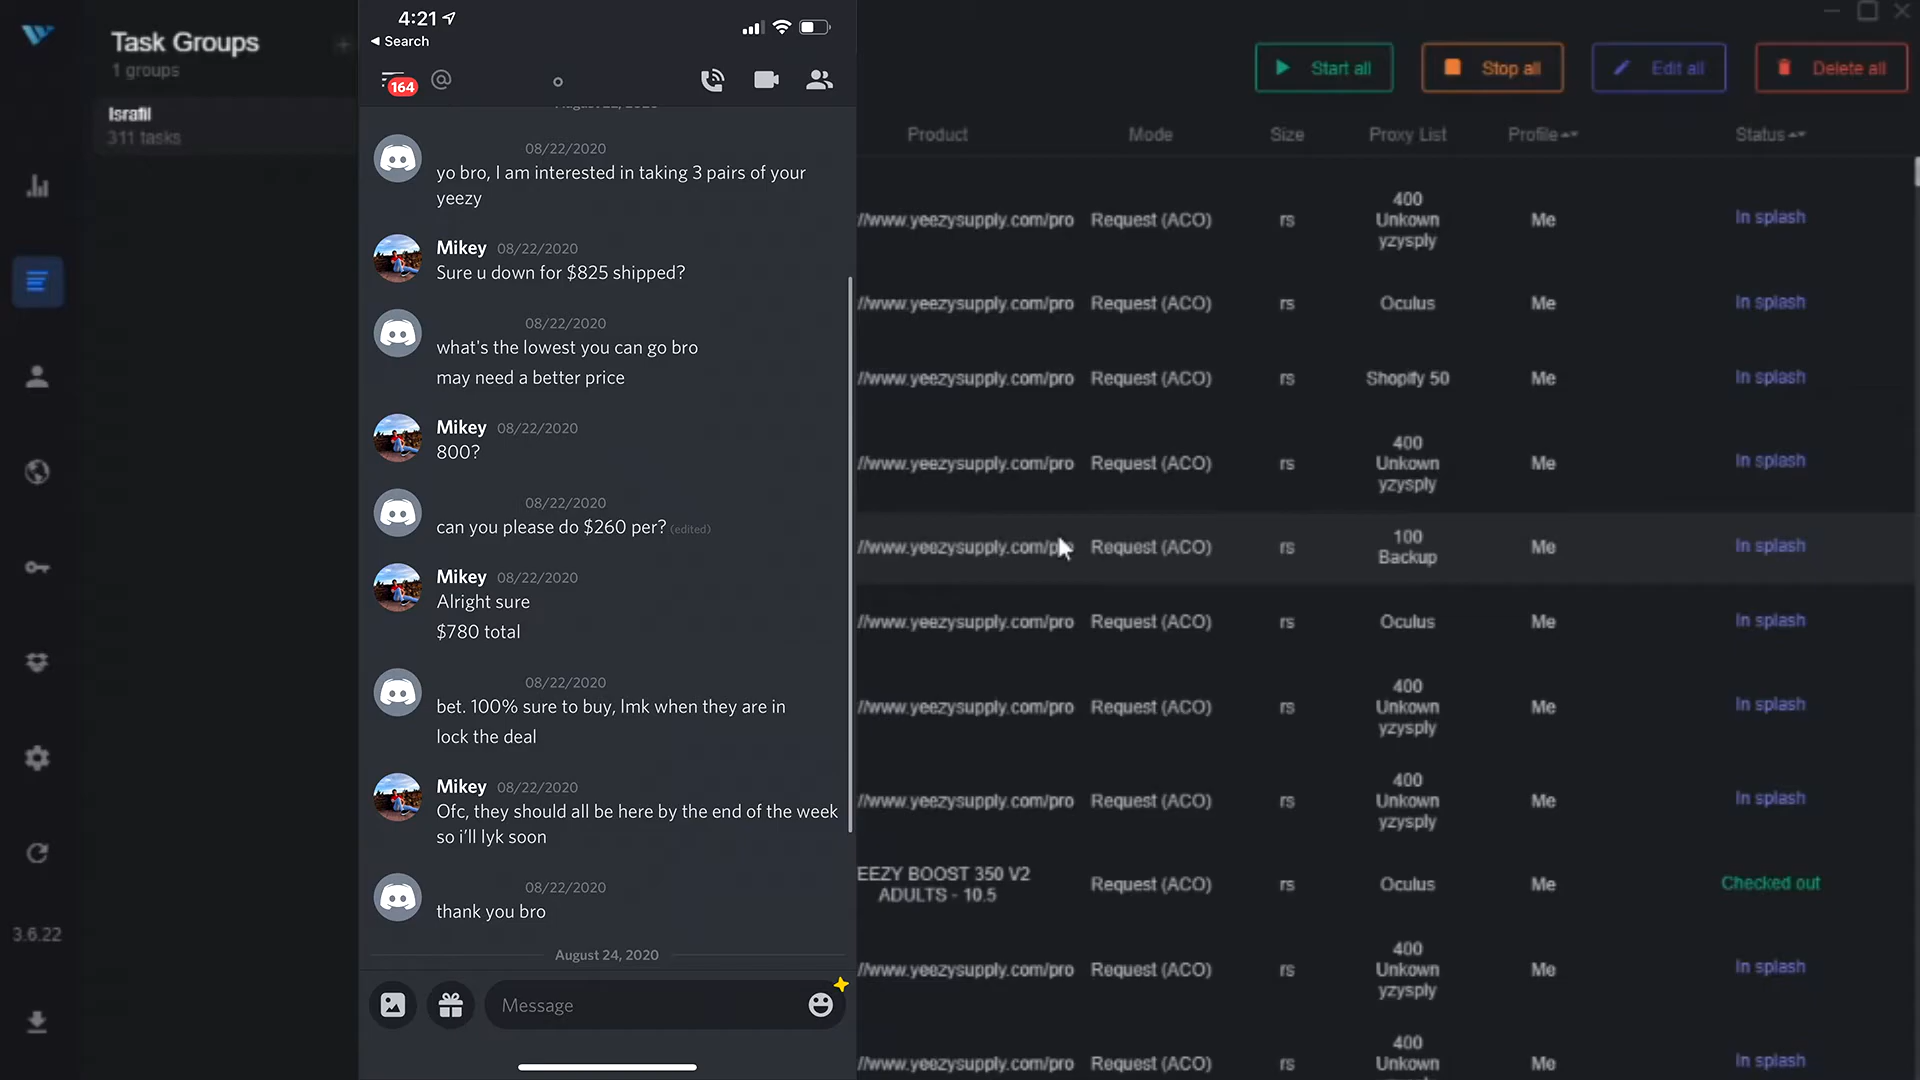 Task Groups
1 groups
Israfil
311 tasks
3.6.22
4:21
Search
164
August 22, 2020
08/22/2020
yo bro, I am interested in taking 3 pairs of your
yeezy
Mikey 08/22/2020
Sure u down for $825 shipped?
08/22/2020
what's the lowest you can go bro
may need a better price
Mikey 08/22/2020
800?
08/22/2020
can you please do $260 per? (edited)
Mikey 08/22/2020
Alright sure
$780 total
08/22/2020
bet. 100% sure to buy, lmk when they are in
lock the deal
Mikey 08/22/2020
Ofc, they should all be here by the end of the week
so i'll lyk soon
08/22/2020
thank you bro
August 24, 2020
Message
Start all Stop all Edit all Delete all
Product Mode Size Proxy List Profile Status
//www.yeezysupply.com/pro Request (ACO) rs 400 Unkown yzysply Me In splash
//www.yeezysupply.com/pro Request (ACO) rs Oculus Me In splash
//www.yeezysupply.com/pro Request (ACO) rs Shopify 50 Me In splash
//www.yeezysupply.com/pro Request (ACO) rs 400 Unkown yzysply Me In splash
//www.yeezysupply.com/pro Request (ACO) rs 100 Backup Me In splash
//www.yeezysupply.com/pro Request (ACO) rs Oculus Me In splash
//www.yeezysupply.com/pro Request (ACO) rs 400 Unkown yzysply Me In splash
//www.yeezysupply.com/pro Request (ACO) rs 400 Unkown yzysply Me In splash
EEZY BOOST 350 V2 ADULTS - 10.5 Request (ACO) rs Oculus Me Checked out
//www.yeezysupply.com/pro Request (ACO) rs 400 Unkown yzysply Me In splash
//www.yeezysupply.com/pro Request (ACO) rs 400 Unkown Me In splash